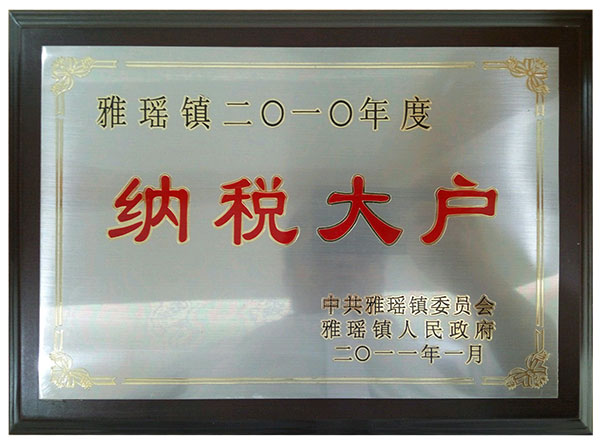 雅瑶镇二〇一〇年度
纳税大户
中共雅瑶镇委员会
雅瑶镇人民政府
二〇一一年一月